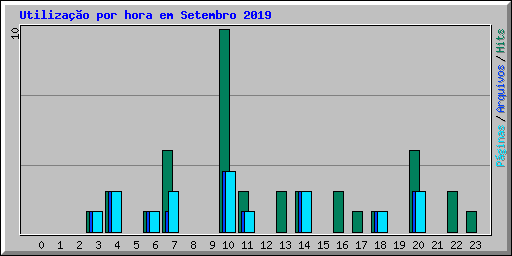 Utilização por hora em Setembro 2019
10
Páginas / Arquivos / Hits
0 1 2 3 4 5 6 7 8 9 10 11 12 13 14 15 16 17 18 19 20 21 22 23